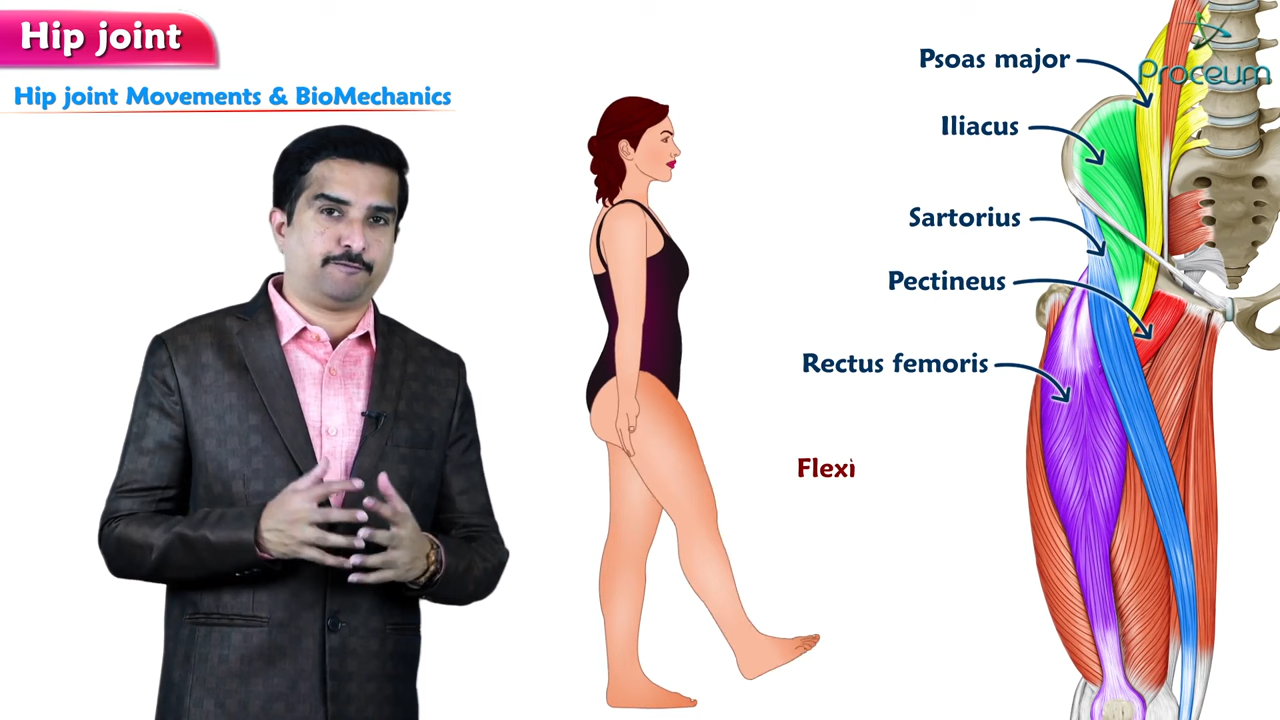 Hip joint
Hip joint Movements & BioMechanics
Psoas major
Proceum
Iliacus
Sartorius
Pectineus
Rectus femoris
Flexi